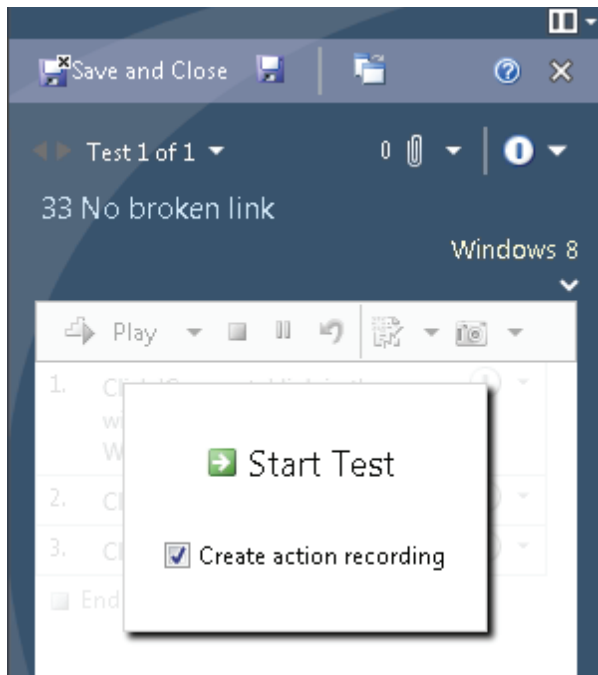 Save and Close
Test 1 of 1
0
33 No broken link
Windows 8
Play
1.
Start Test
2.
Create action recording
3.
End